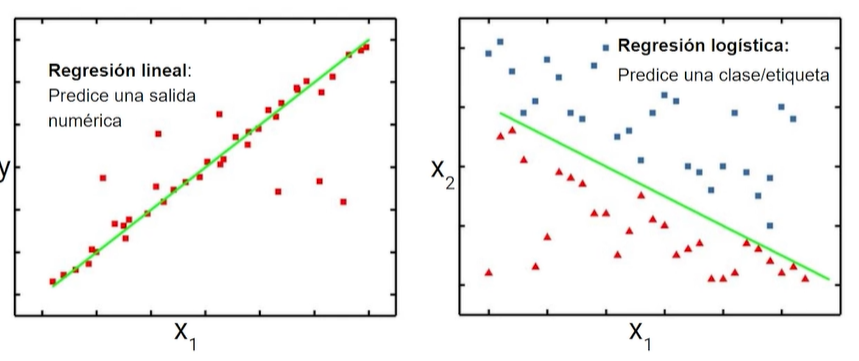 Regresión lineal:
Predice una salida
numérica
y
X1
Regresión logística:
Predice una clase/etiqueta
X2
X1